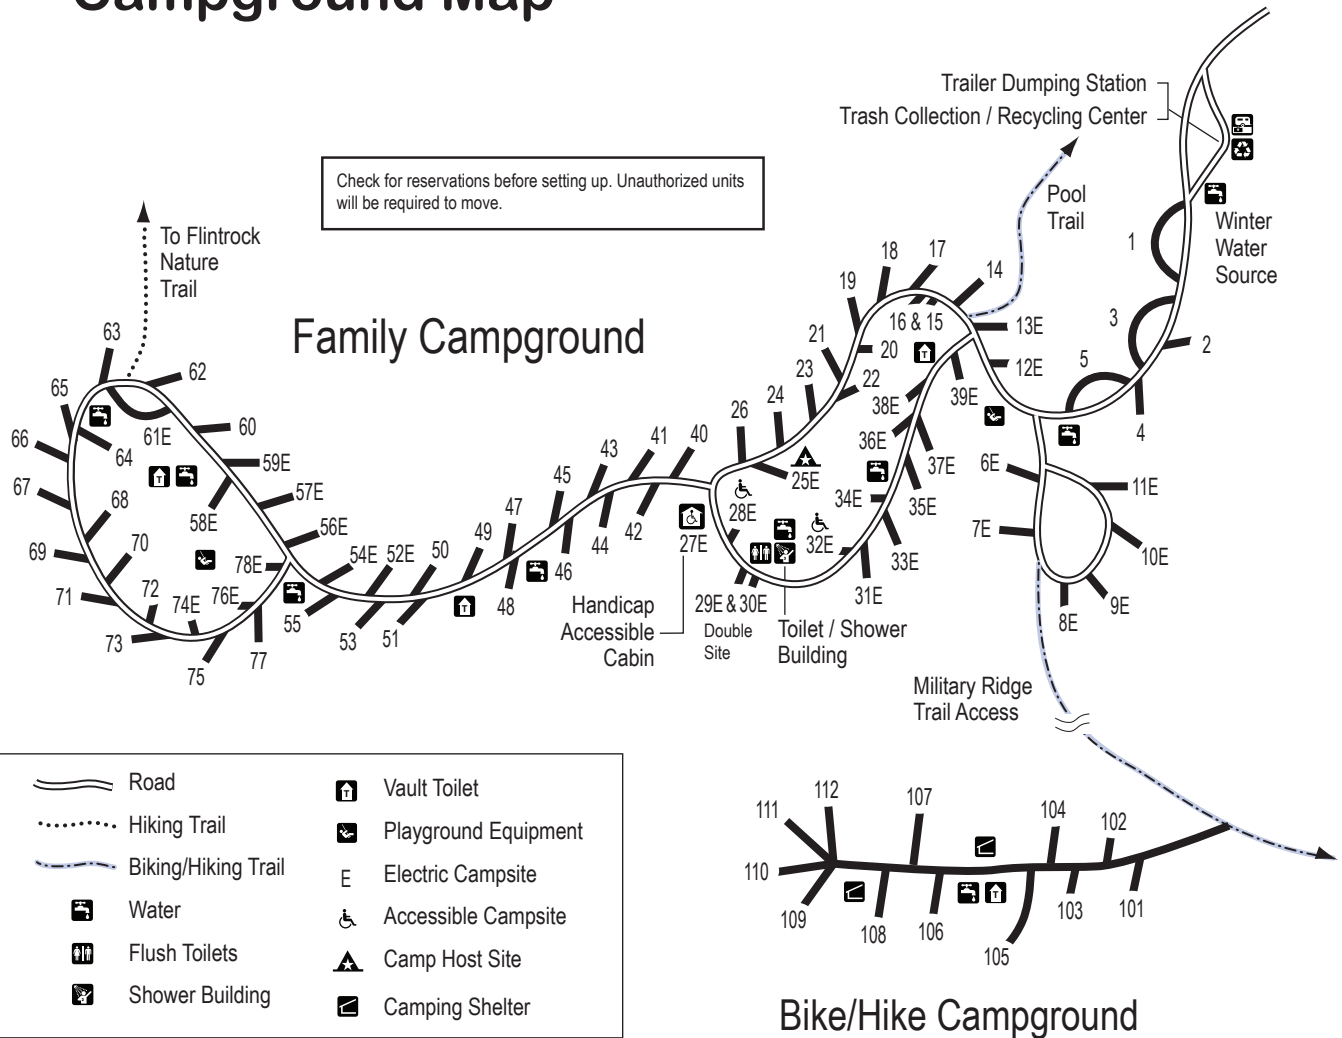 Campground Map
Trailer Dumping Station
Trash Collection / Recycling Center
Check for reservations before setting up. Unauthorized units
will be required to move.
Pool
Trail
Winter
Water
Source
To Flintrock
Nature
Trail
Family Campground
1
2
3
4
5
6E
7E
8E
9E
10E
11E
12E
13E
14
16 & 15
17
18
19
20
21
22
23
24
25E
26
27E
28E
29E & 30E
Double
Site
31E
32E
33E
34E
35E
36E
37E
38E
39E
40
41
42
43
44
45
46
47
48
49
50
51
52E
53
54E
55
56E
57E
58E
59E
60
61E
62
63
64
65
66
67
68
69
70
71
72
73
74E
75
76E
77
78E
Handicap
Accessible
Cabin
Toilet / Shower
Building
Military Ridge
Trail Access
Road
Hiking Trail
Biking/Hiking Trail
Water
Flush Toilets
Shower Building
T Vault Toilet
Playground Equipment
E Electric Campsite
Accessible Campsite
Camp Host Site
Camping Shelter
101
102
103
104
105
106
107
108
109
110
111
112
Bike/Hike Campground